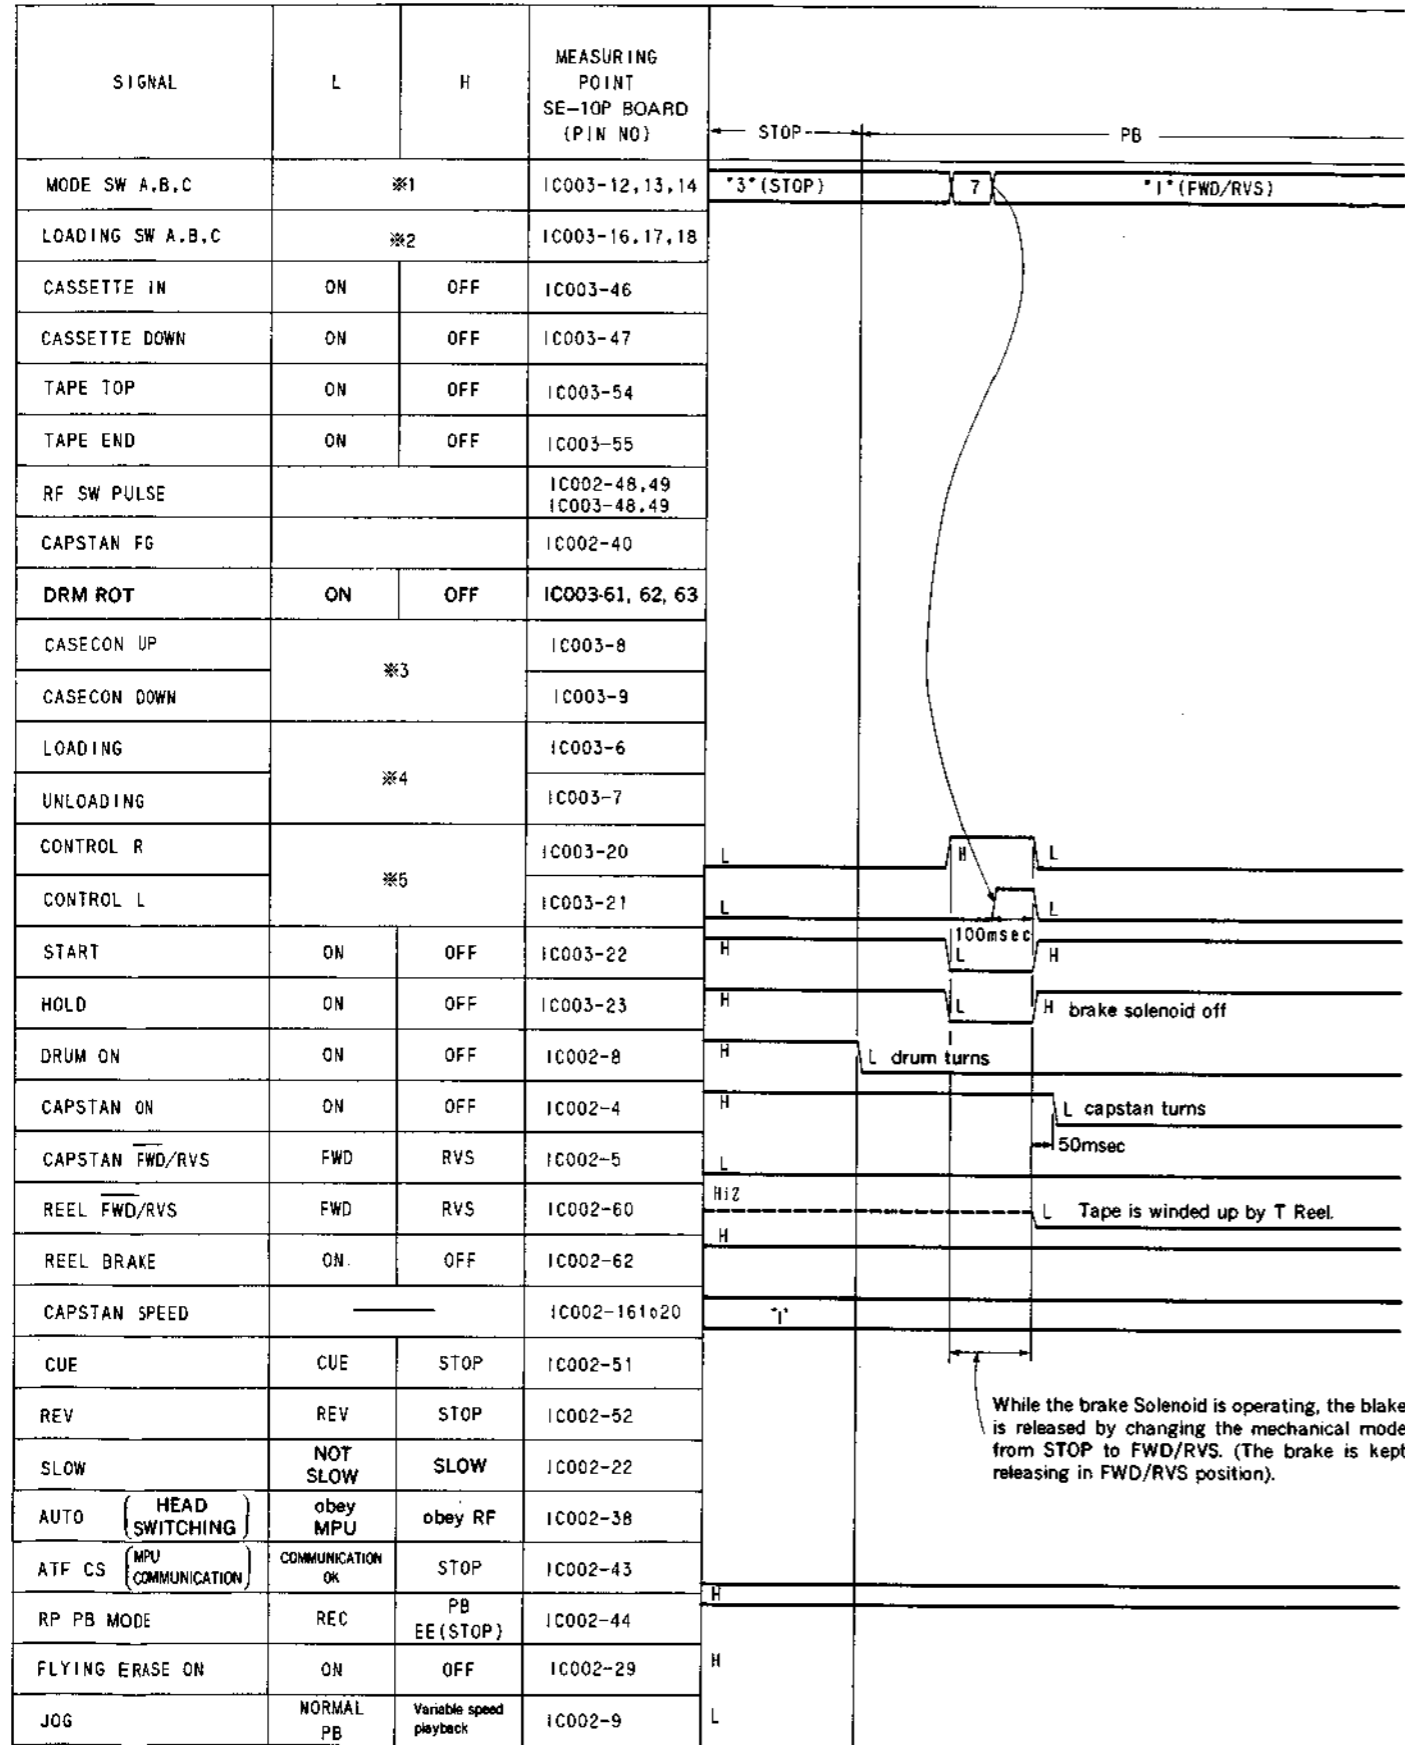 SIGNAL L H MEASURING
POINT
SE-10P BOARD
(PIN NO)
STOP PB
MODE SW A.B.C ※1 IC003-12,13,14 "3"(STOP) 7 "1"(FWD/RVS)
LOADING SW A.B.C ※2 IC003-16.17.18
CASSETTE IN ON OFF IC003-46
CASSETTE DOWN ON OFF IC003-47
TAPE TOP ON OFF IC003-54
TAPE END ON OFF IC003-55
RF SW PULSE IC002-48,49
IC003-48.49
CAPSTAN FG IC002-40
DRM ROT ON OFF IC003-61, 62, 63
CASECON UP IC003-8
※3
CASECON DOWN IC003-9
LOADING IC003-6
※4
UNLOADING IC003-7
CONTROL R IC003-20 L H L
※5
CONTROL L IC003-21 L L
100msec
START ON OFF IC003-22 H L H
HOLD ON OFF IC003-23 H L H brake solenoid off
DRUM ON ON OFF IC002-8 H L drum turns
CAPSTAN ON ON OFF IC002-4 H L capstan turns
50msec
CAPSTAN FWD/RVS FWD RVS IC002-5 L
REEL FWD/RVS FWD RVS IC002-60 HiZ L Tape is winded up by T Reel.
REEL BRAKE ON OFF IC002-62 H
CAPSTAN SPEED IC002-16to20 "1"
CUE CUE STOP IC002-51
REV REV STOP IC002-52
While the brake Solenoid is operating, the blake
is released by changing the mechanical mode
from STOP to FWD/RVS. (The brake is kept
releasing in FWD/RVS position).
SLOW NOT
SLOW SLOW IC002-22
AUTO (HEAD
SWITCHING) obey
MPU obey RF IC002-38
ATF CS (MPU
COMMUNICATION) COMMUNICATION
OK STOP IC002-43
RP PB MODE REC PB
EE(STOP) IC002-44 H
FLYING ERASE ON ON OFF IC002-29 H
JOG NORMAL
PB Variable speed
playback IC002-9 L